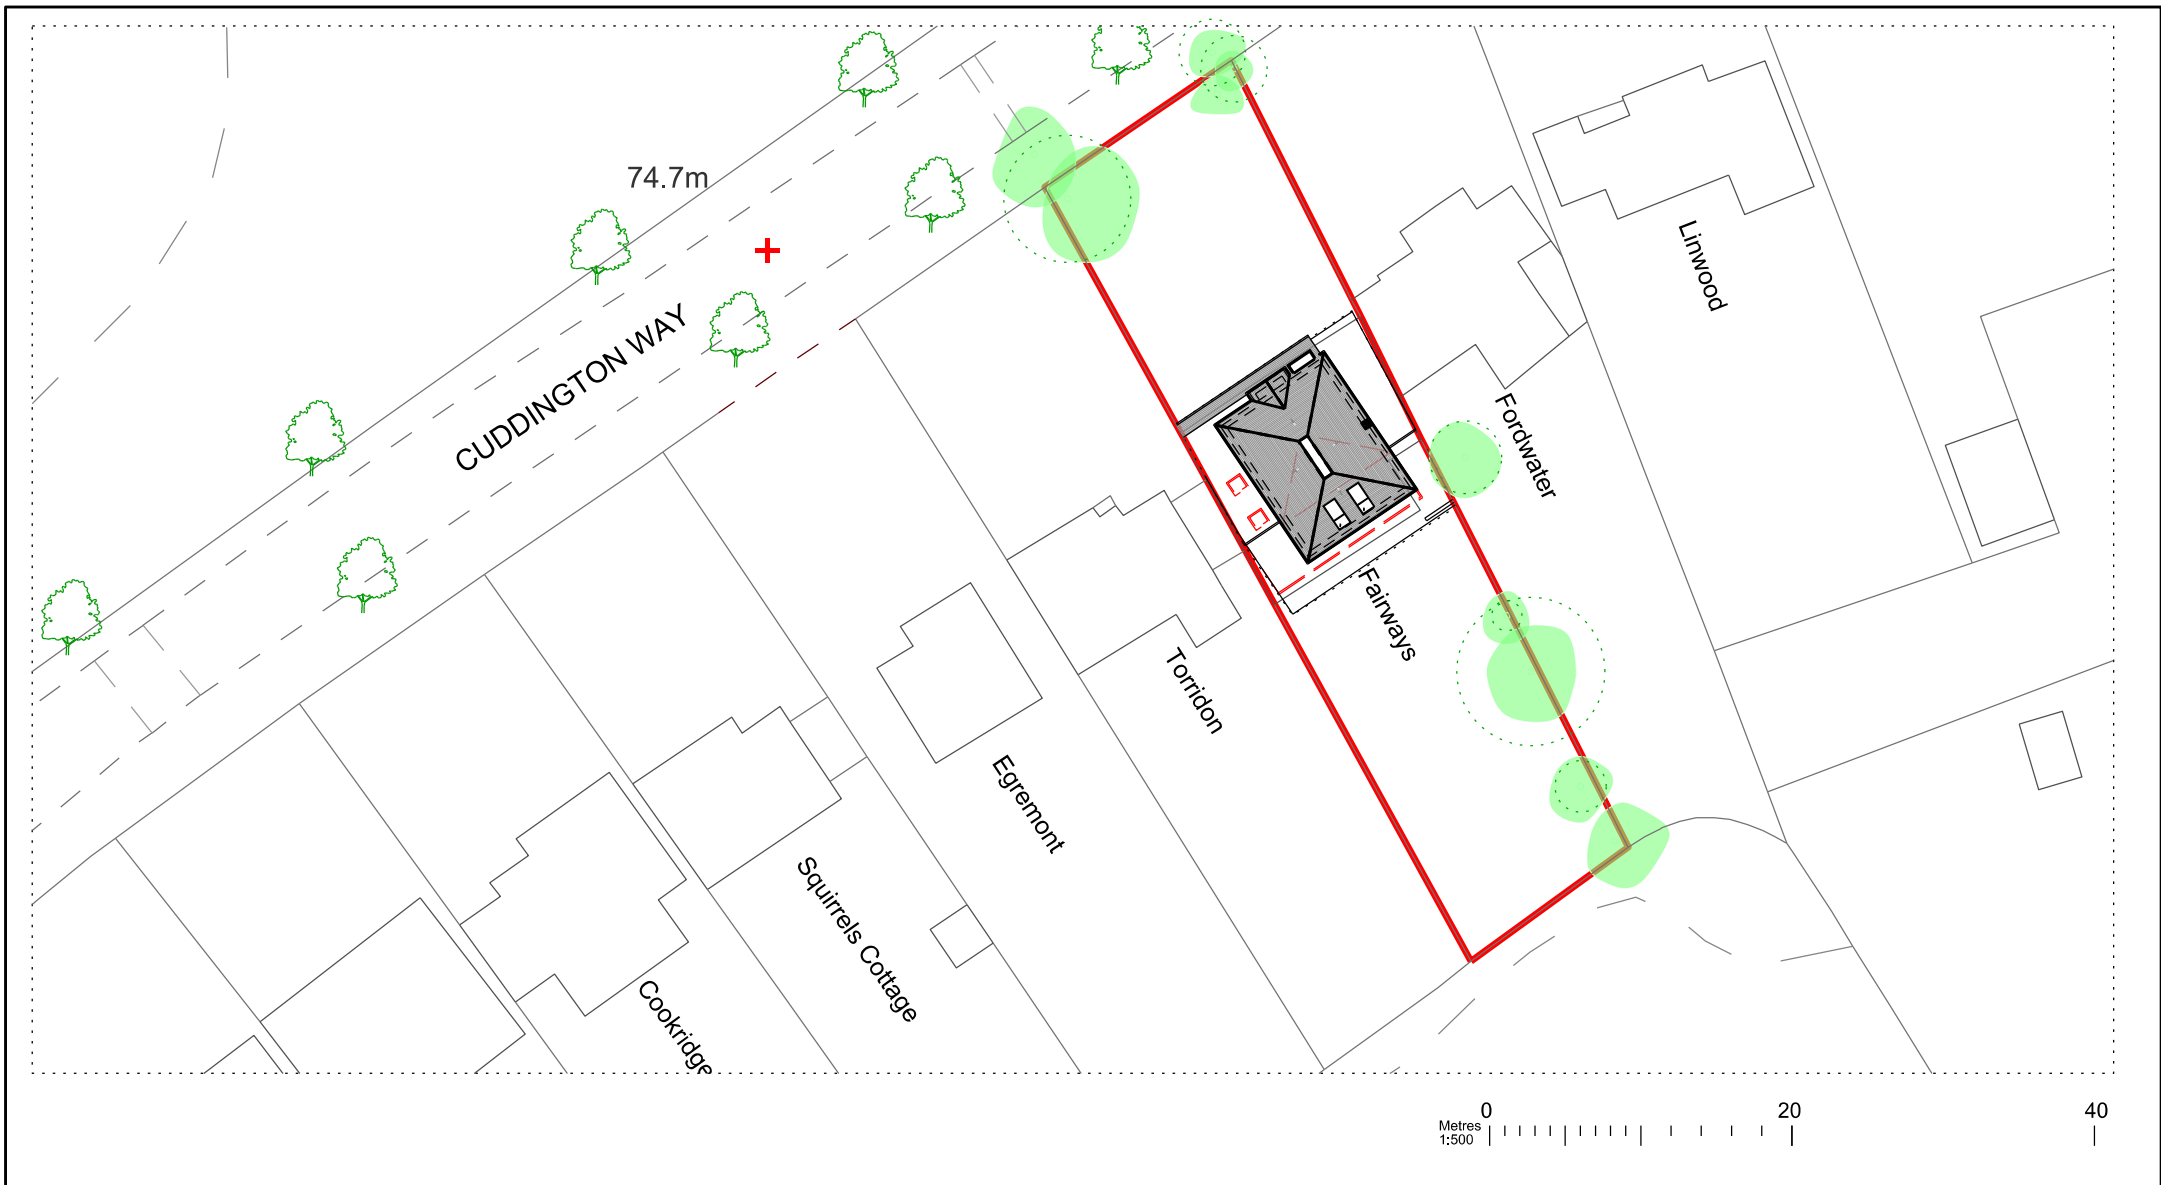 74.7m
CUDDINGTON WAY
Linwood
Fordwater
Fairways
Torridon
Egremont
Squirrels Cottage
Cookridge
0 20 40
Metres
1:500